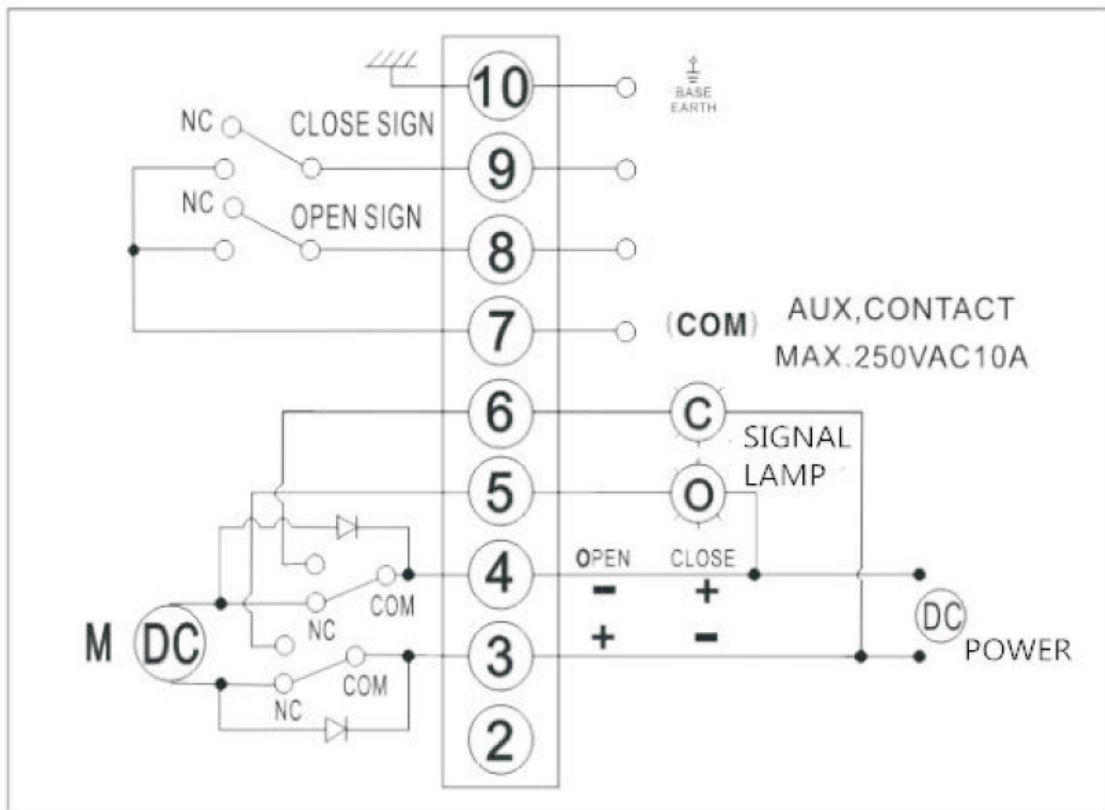 10
BASE
EARTH
NC
CLOSE SIGN
9
NC
OPEN SIGN
8
7
(COM)
AUX,CONTACT
MAX.250VAC10A
6
C
SIGNAL
LAMP
5
O
4
OPEN
CLOSE
-
+
COM
NC
M
DC
+
-
3
DC
POWER
COM
NC
2